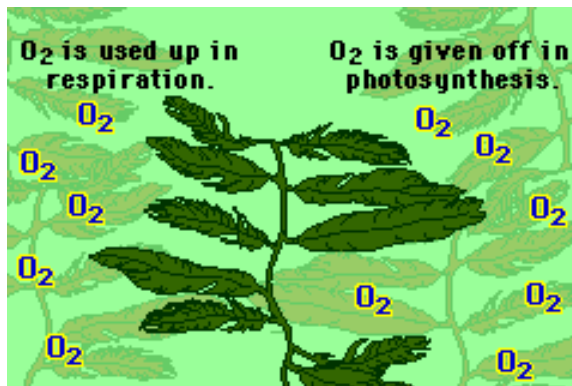 O₂ is used up in
respiration.
O₂ is given off in
photosynthesis.
O₂
O₂
O₂
O₂
O₂
O₂
O₂
O₂
O₂
O₂
O₂